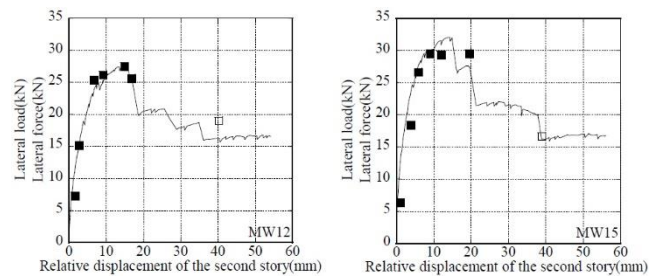 Lateral load(kN)
Lateral force(kN)
35
30
25
20
15
10
5
0
0 10 20 30 40 50 60
MW12
Relative displacement of the second story(mm)
Lateral load(kN)
Lateral force(kN)
35
30
25
20
15
10
5
0
0 10 20 30 40 50 60
MW15
Relative displacement of the second story(mm)